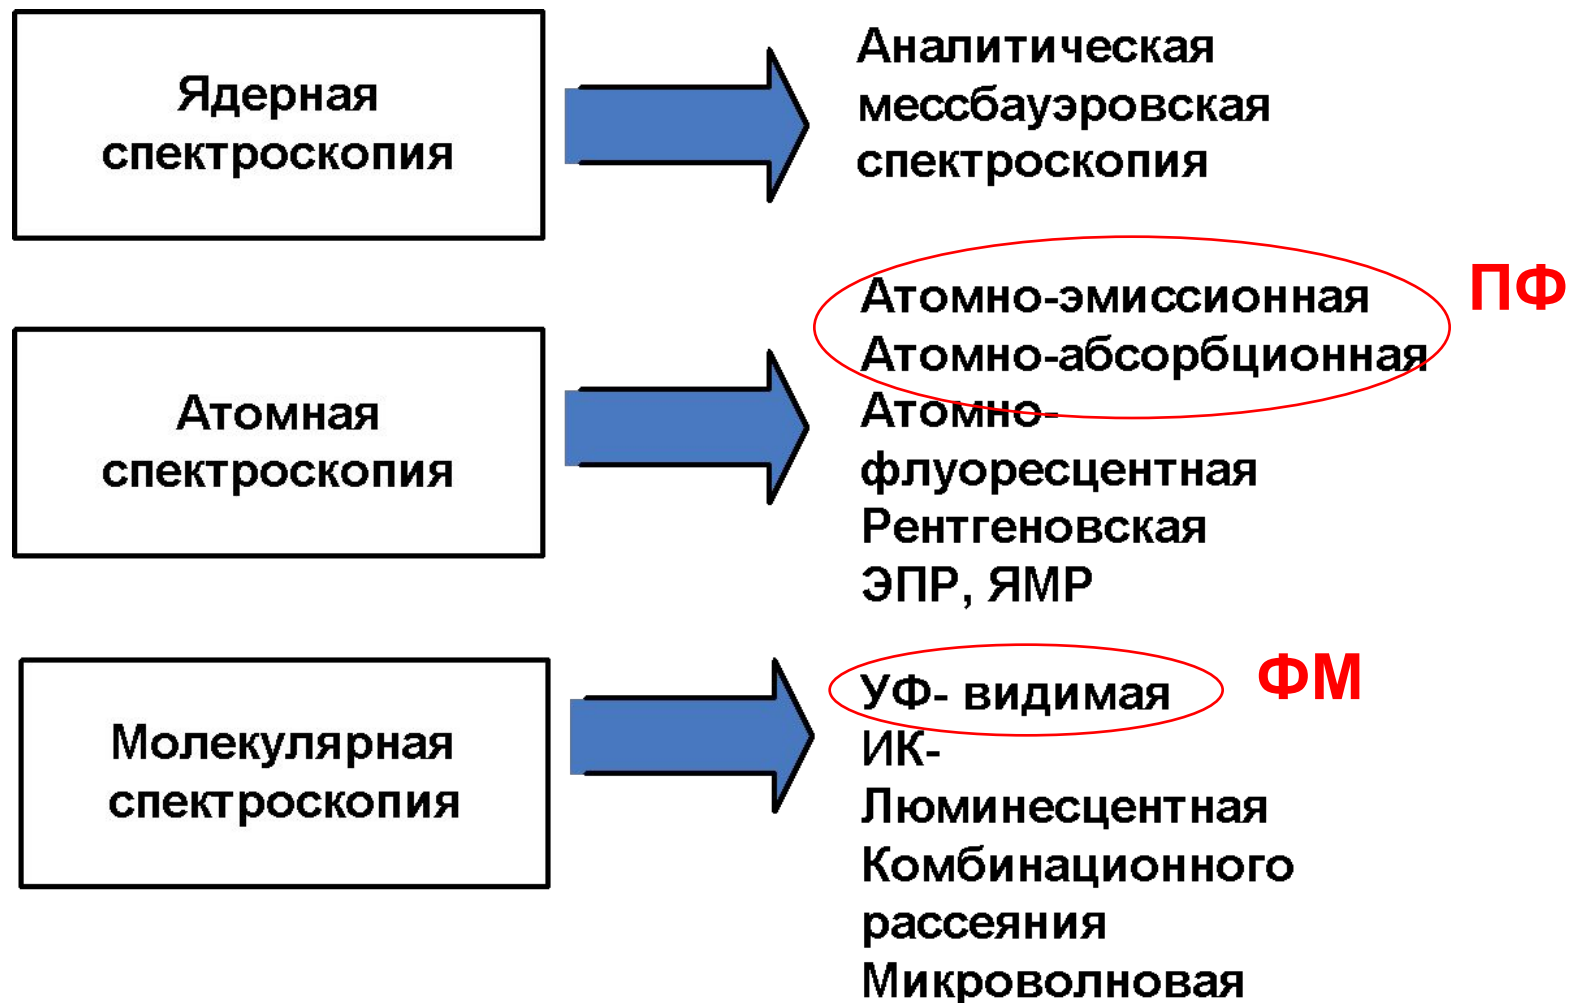 Ядерная
спектроскопия
Аналитическая
мессбауэровская
спектроскопия
Атомная
спектроскопия
Атомно-эмиссионная
Атомно-абсорбционная
Атомно-
флуоресцентная
Рентгеновская
ЭПР, ЯМР
ПФ
Молекулярная
спектроскопия
УФ- видимая
ИК-
Люминесцентная
Комбинационного
рассеяния
Микроволновая
ФМ